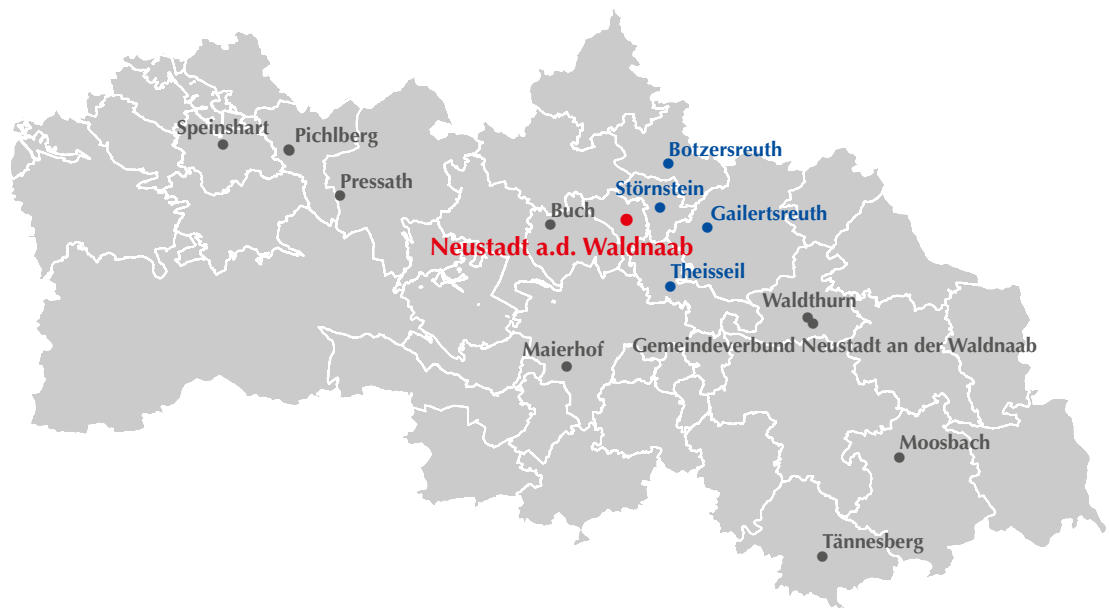 Speinshart
Pichlberg
Botzersreuth
Pressath
Störnstein
Buch
Gailertsreuth
Neustadt a.d. Waldnaab
Theisseil
Waldthurn
Maierhof
Gemeindeverbund Neustadt an der Waldnaab
Moosbach
Tännesberg